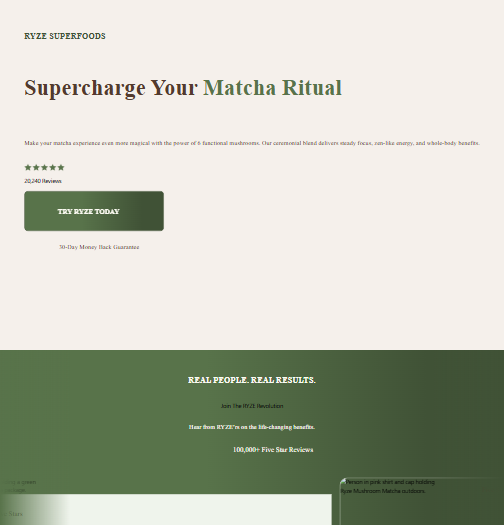 RYZE SUPERFOODS
Supercharge Your Matcha Ritual
Make your matcha experience even more magical with the power of 6 functional mushrooms. Our ceremonial blend delivers steady focus, zen-like energy, and whole-body benefits.
20,240 Reviews
TRY RYZE TODAY
30-Day Money Back Guarantee
REAL PEOPLE. REAL RESULTS.
Join The RYZE Revolution
Hear from RYZE'rs on the life-changing benefits.
100,000+ Five Star Reviews
Person in pink shirt and cap holding
Ryze Mushroom Matcha outdoors